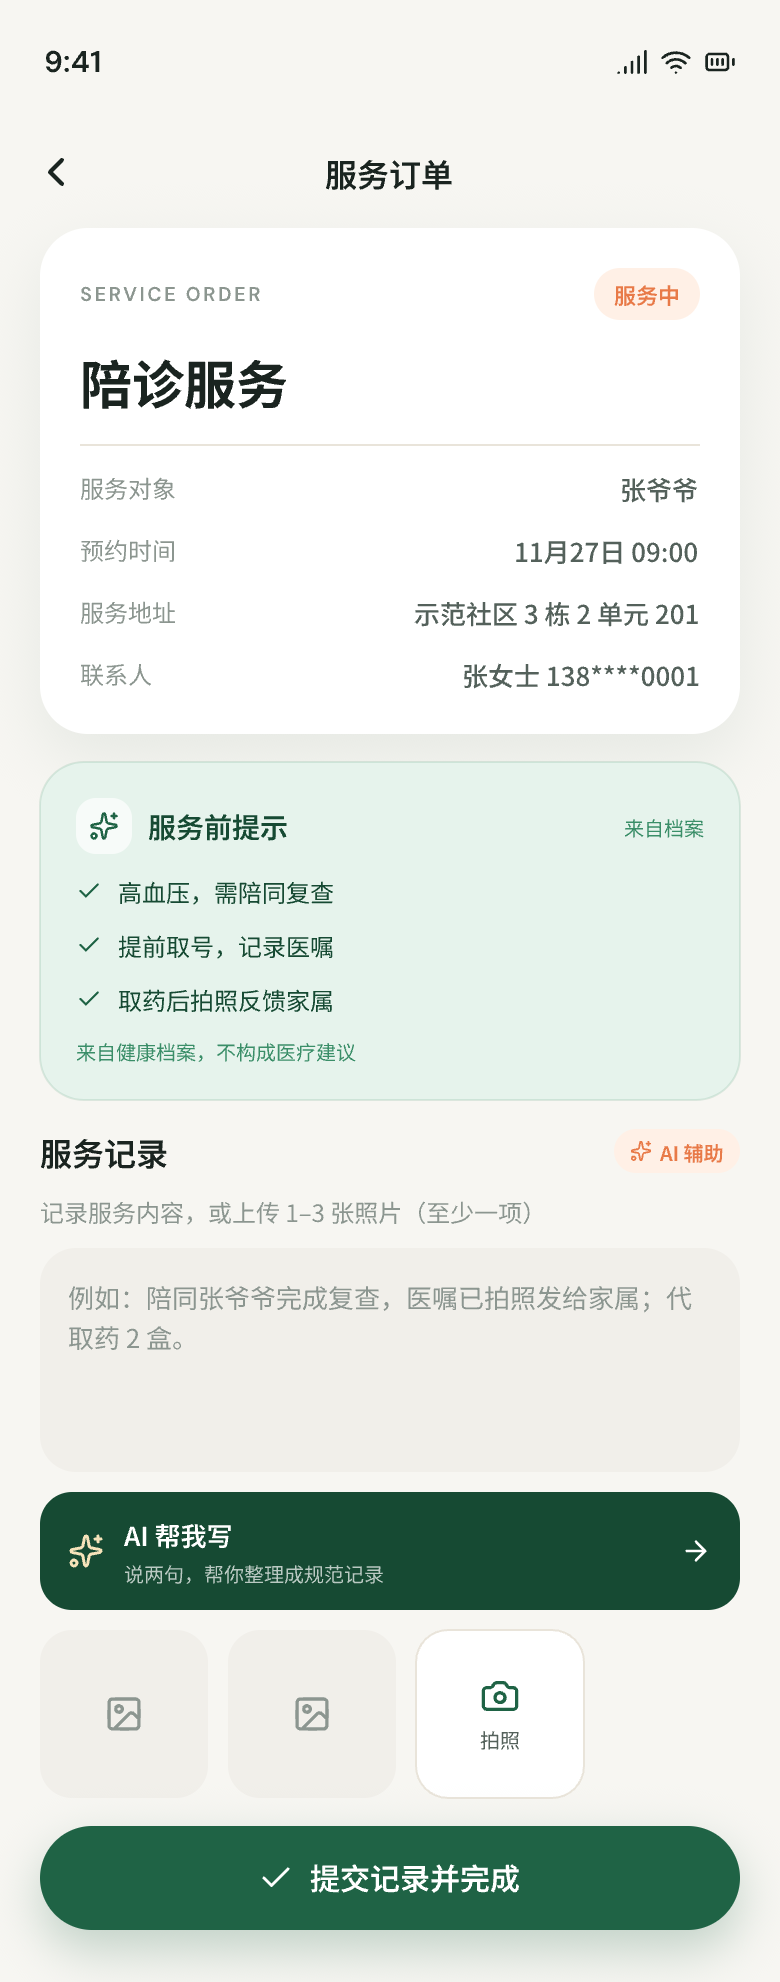 9:41
服务订单
SERVICE ORDER
服务中
陪诊服务
服务对象 张爷爷
预约时间 11月27日 09:00
服务地址 示范社区 3 栋 2 单元 201
联系人 张女士 138****0001
服务前提示 来自档案
高血压，需陪同复查
提前取号，记录医嘱
取药后拍照反馈家属
来自健康档案，不构成医疗建议
服务记录 AI 辅助
记录服务内容，或上传 1–3 张照片（至少一项）
例如：陪同张爷爷完成复查，医嘱已拍照发给家属；代
取药 2 盒。
AI 帮我写
说两句，帮你整理成规范记录
拍照
提交记录并完成